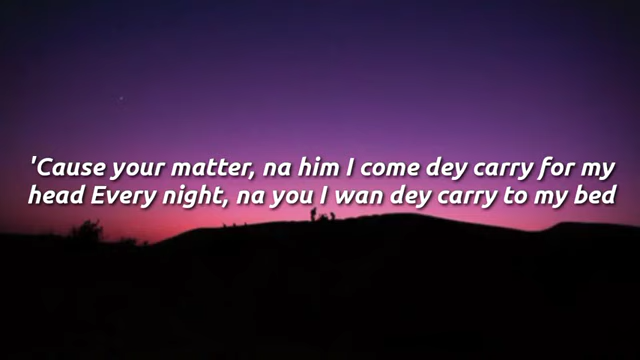 'Cause your matter, na him I come dey carry for my
head Every night, na you I wan dey carry to my bed